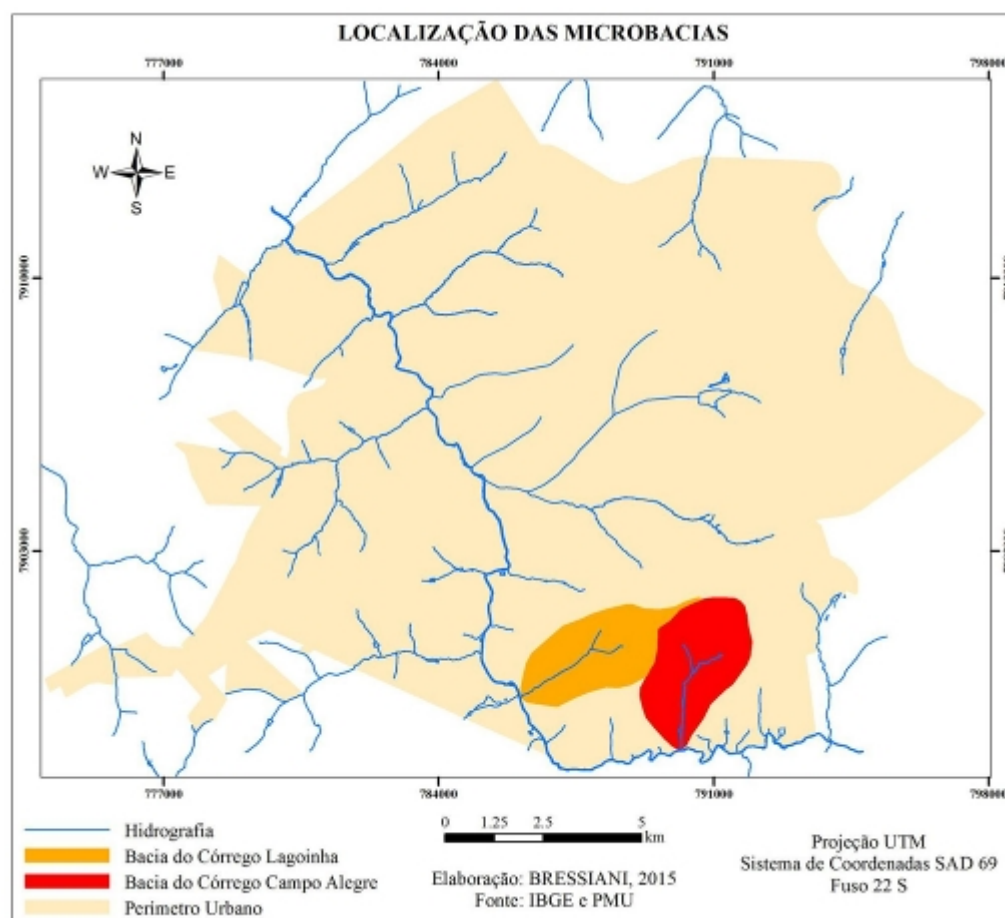 LOCALIZAÇÃO DAS MICROBACIAS
777000 784000 791000 798000
N
W E
S
7910000
7903000
777000 784000 791000 798000
Hidrografia
Bacia do Córrego Lagoinha
Bacia do Córrego Campo Alegre
Perímetro Urbano
0 1.25 2.5 5
km
Elaboração: BRESSIANI, 2015
Fonte: IBGE e PMU
Projeção UTM
Sistema de Coordenadas SAD 69
Fuso 22 S